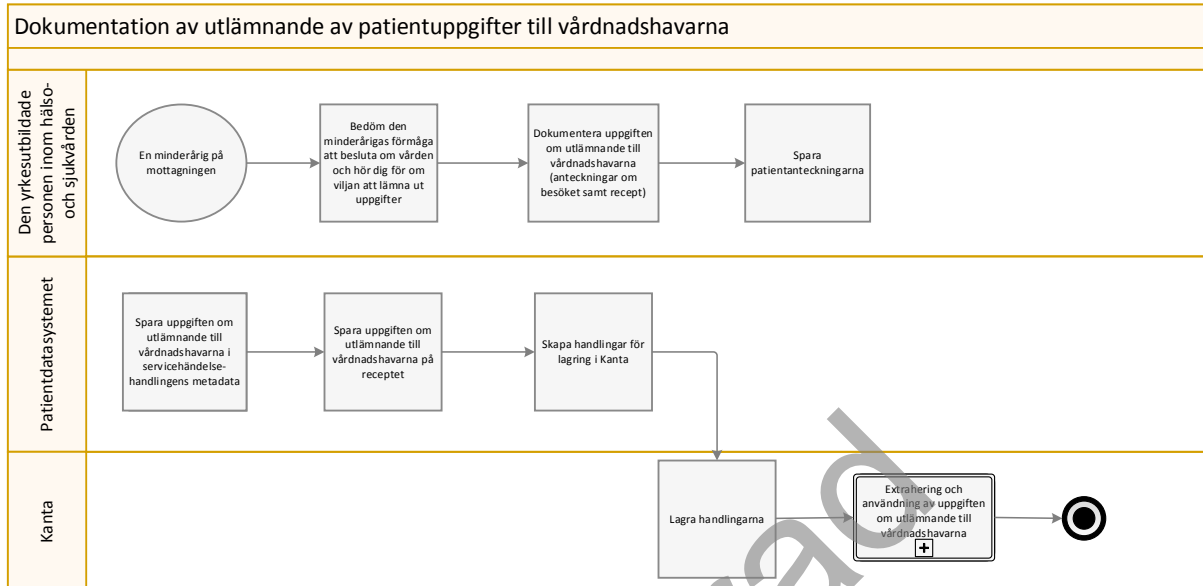 Dokumentation av utlämnande av patientuppgifter till vårdnadshavarna
Den yrkesutbildade
personen inom hälso-
och sjukvården
En minderårig på
mottagningen
Bedöm den
minderårigas förmåga
att besluta om vården
och hör dig för om
viljan att lämna ut
uppgifter
Dokumentera uppgiften
om utlämnande till
vårdnadshavarna
(anteckningar om
besöket samt recept)
Spara
patientanteckningarna
Patientdatasystemet
Spara uppgiften om
utlämnande till
vårdnadshavarna i
servicehändelse-
handlingens metadata
Spara uppgiften om
utlämnande till
vårdnadshavarna på
receptet
Skapa handlingar för
lagring i Kanta
Kanta
Lagra handlingarna
Extrahering och
användning av uppgiften
om utlämnande till
vårdnadshavarna